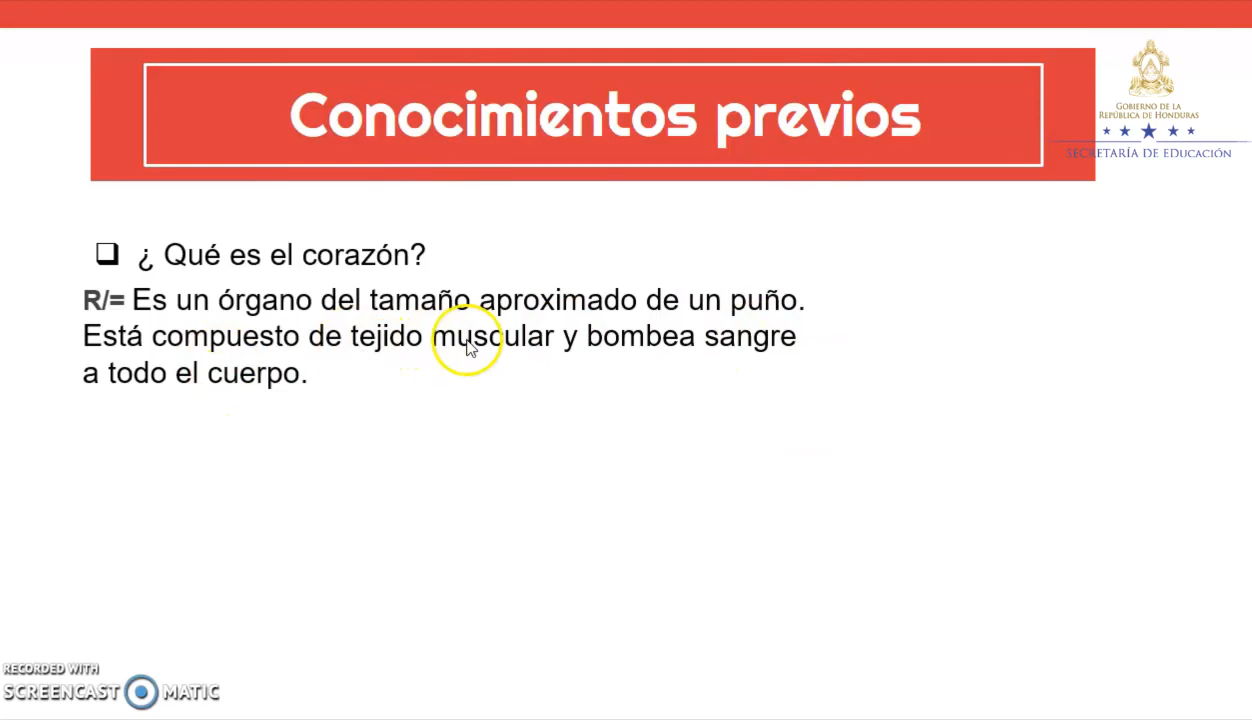 Conocimientos previos
GOBIERNO DE LA
REPÚBLICA DE HONDURAS
SECRETARÍA DE EDUCACIÓN
¿ Qué es el corazón?
R/= Es un órgano del tamaño aproximado de un puño.
Está compuesto de tejido muscular y bombea sangre
a todo el cuerpo.
RECORDED WITH
SCREENCAST MATIC